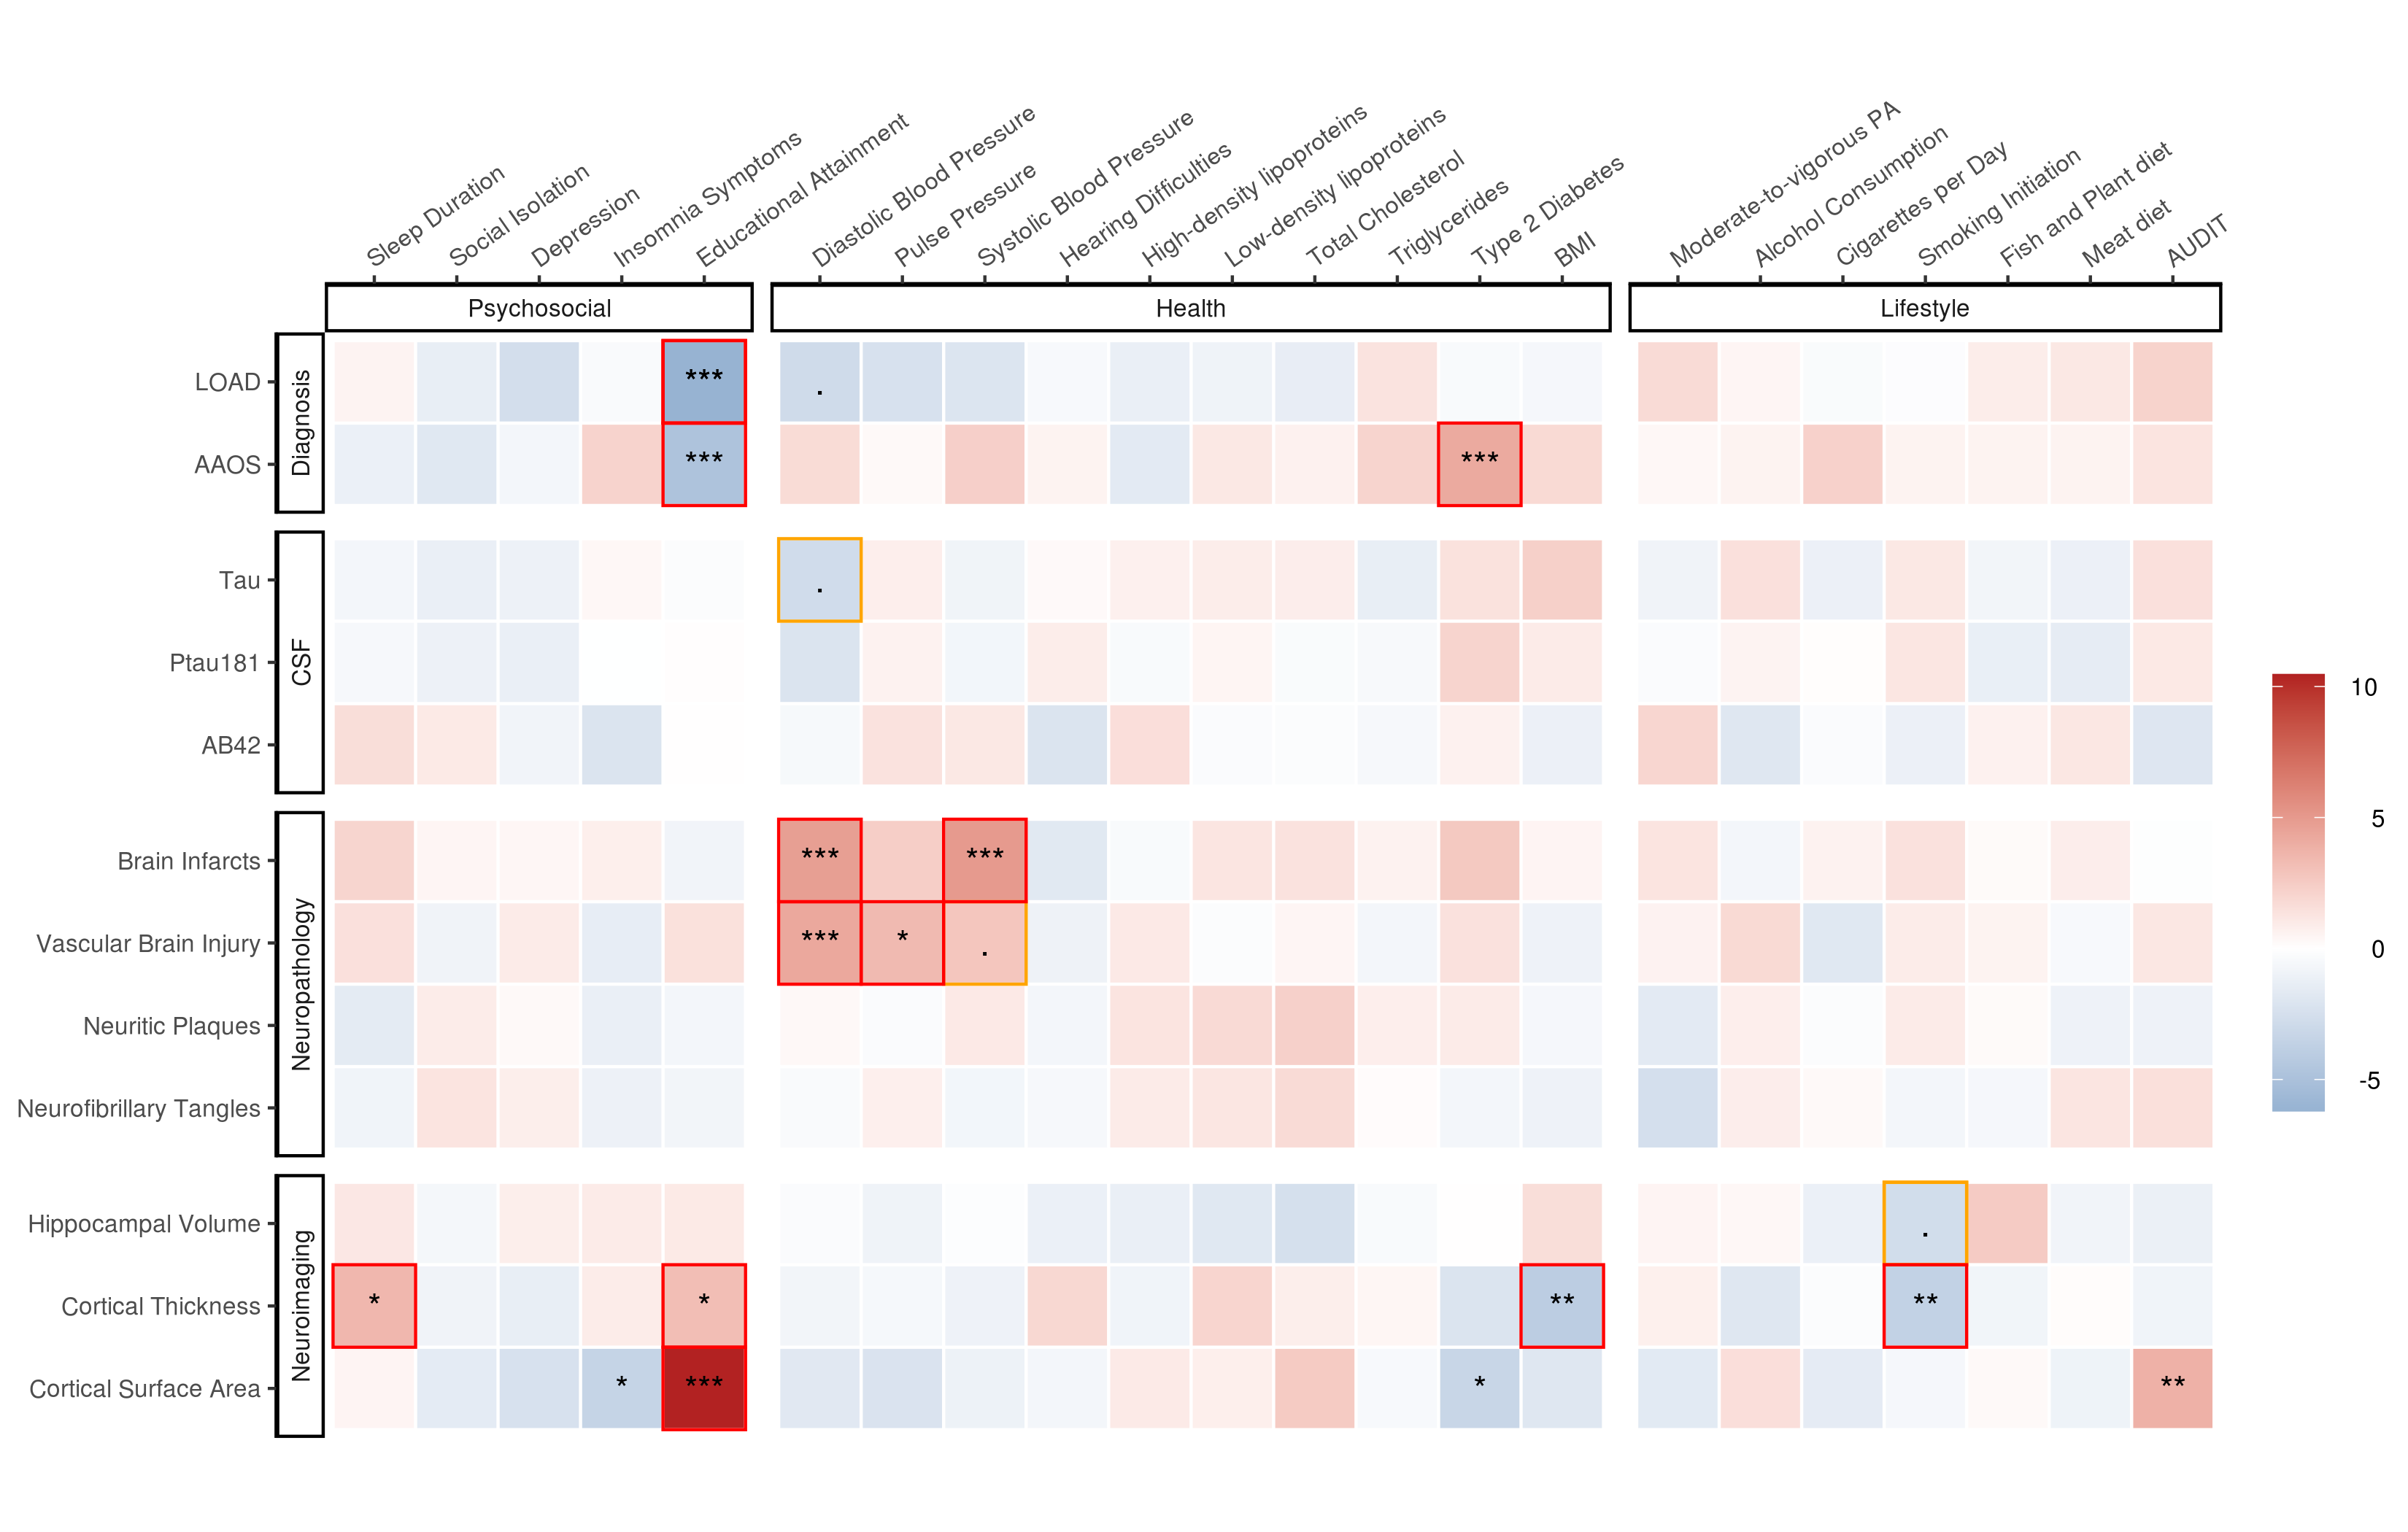 Sleep Duration
Social Isolation
Depression
Insomnia Symptoms
Educational Attainment
Diastolic Blood Pressure
Pulse Pressure
Systolic Blood Pressure
Hearing Difficulties
High-density lipoproteins
Low-density lipoproteins
Total Cholesterol
Triglycerides
Type 2 Diabetes
BMI
Moderate-to-vigorous PA
Alcohol Consumption
Cigarettes per Day
Smoking Initiation
Fish and Plant diet
Meat diet
AUDIT
Psychosocial
Health
Lifestyle
Diagnosis
LOAD
*** .
AAOS
*** ***
CSF
Tau
.
Ptau181
AB42
Neuropathology
Brain Infarcts
*** ***
Vascular Brain Injury
*** * .
Neuritic Plaques
Neurofibrillary Tangles
Neuroimaging
Hippocampal Volume
.
Cortical Thickness
* * ** **
Cortical Surface Area
* *** * **
10
5
0
-5